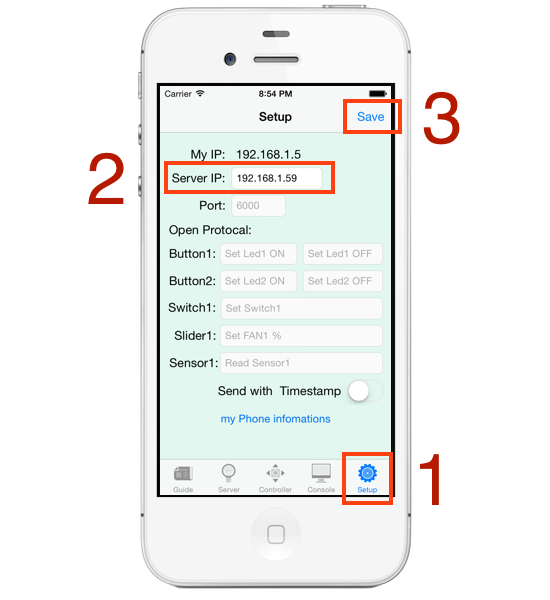 Carrier 8:54 PM
Setup Save 3
My IP: 192.168.1.5
2 Server IP: 192.168.1.59
Port: 6000
Open Protocal:
Button1: Set Led1 ON Set Led1 OFF
Button2: Set Led2 ON Set Led2 OFF
Switch1: Set Switch1
Slider1: Set FAN1 %
Sensor1: Read Sensor1
Send with Timestamp
my Phone infomations
Guide Server Controller Console Setup 1